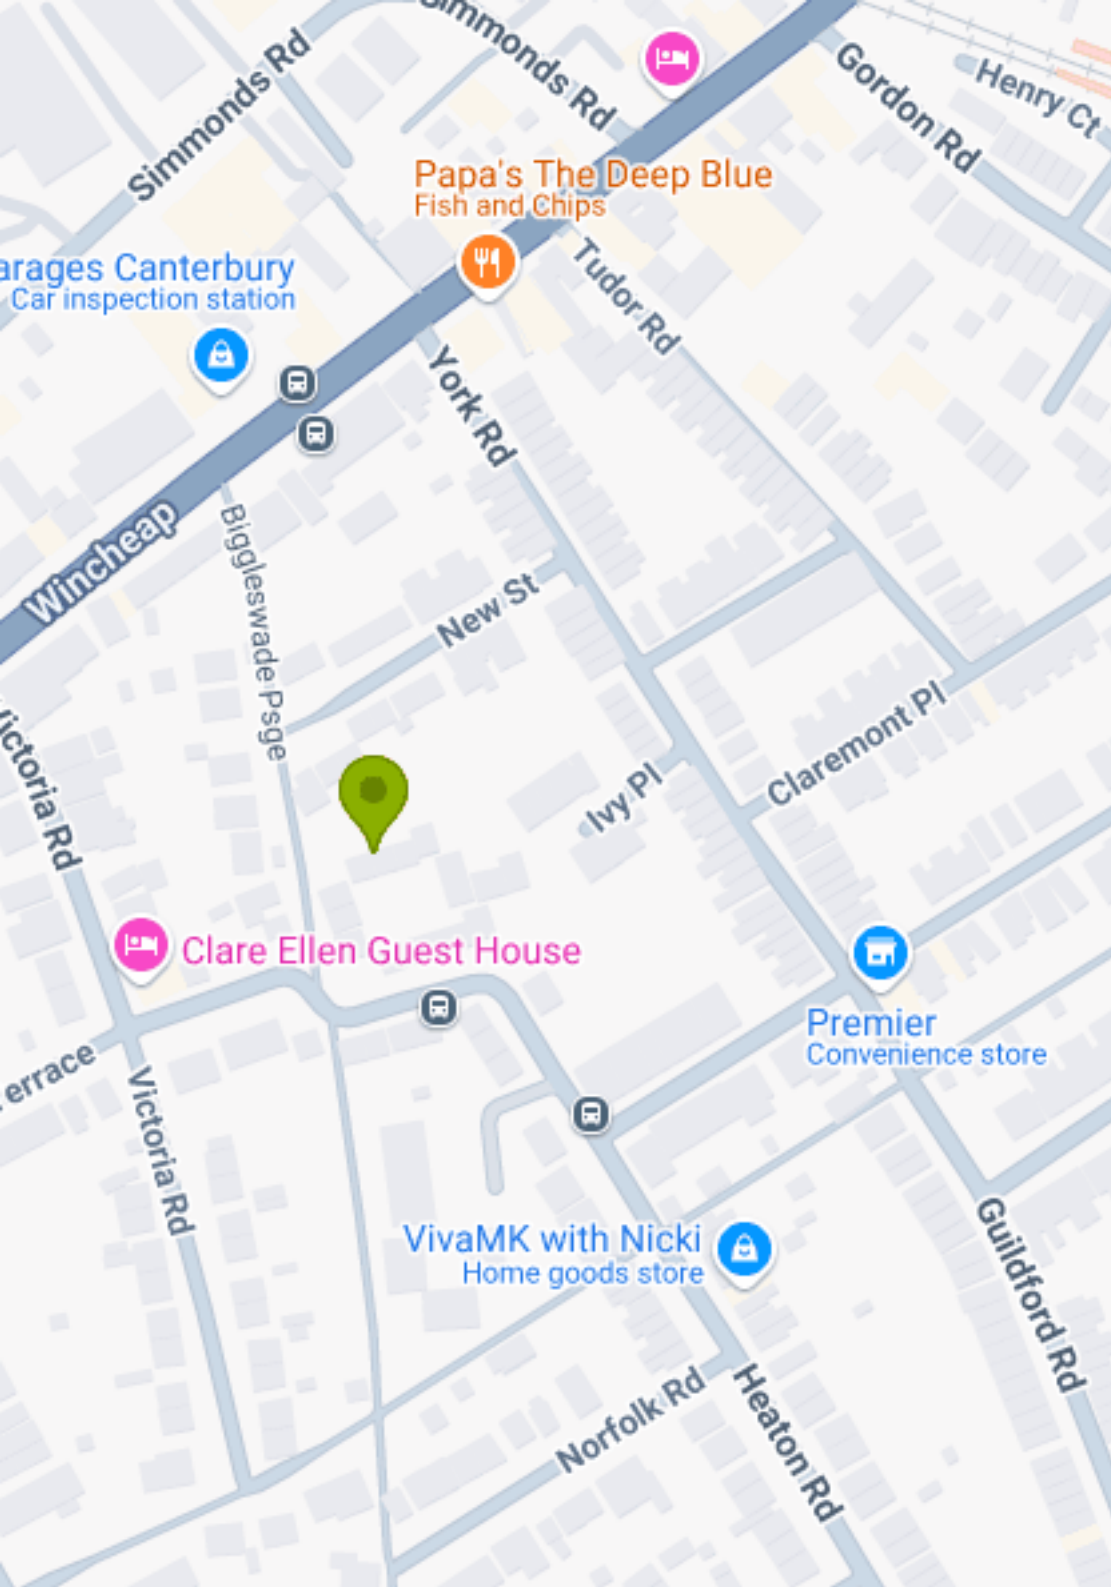 Simmonds Rd
Simmonds Rd
Gordon Rd
Henry Ct
Papa's The Deep Blue
Fish and Chips
arages Canterbury
Car inspection station
Tudor Rd
York Rd
Wincheap
Biggleswade Psge
New St
Victoria Rd
Claremont Pl
Ivy Pl
Clare Ellen Guest House
Premier
Convenience store
errace
Victoria Rd
VivaMK with Nicki
Home goods store
Guildford Rd
Norfolk Rd
Heaton Rd